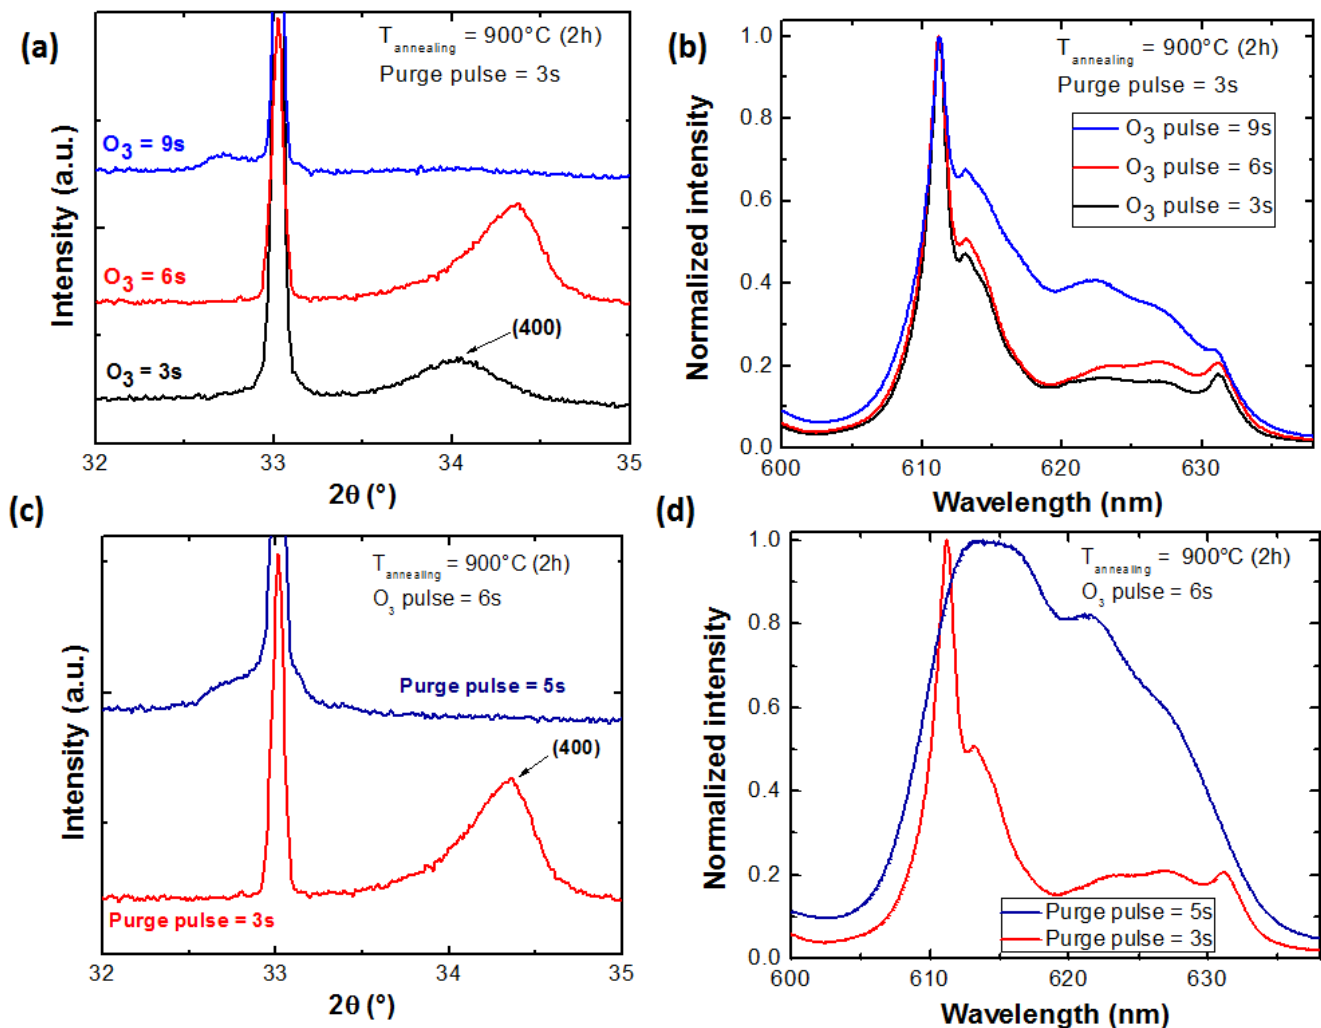 (a)
T annealing = 900°C (2h)
Purge pulse = 3s
O3 = 9s
O3 = 6s
(400)
O3 = 3s
Intensity (a.u.)
32 33 34 35
2θ (°)
(b)
T annealing = 900°C (2h)
Purge pulse = 3s
O3 pulse = 9s
O3 pulse = 6s
O3 pulse = 3s
Normalized intensity
1.0
0.8
0.6
0.4
0.2
0.0
600 610 620 630
Wavelength (nm)
(c)
T annealing = 900°C (2h)
O3 pulse = 6s
Purge pulse = 5s
(400)
Purge pulse = 3s
Intensity (a.u.)
32 33 34 35
2θ (°)
(d)
T annealing = 900°C (2h)
O3 pulse = 6s
Purge pulse = 5s
Purge pulse = 3s
Normalized intensity
1.0
0.8
0.6
0.4
0.2
0.0
600 610 620 630
Wavelength (nm)